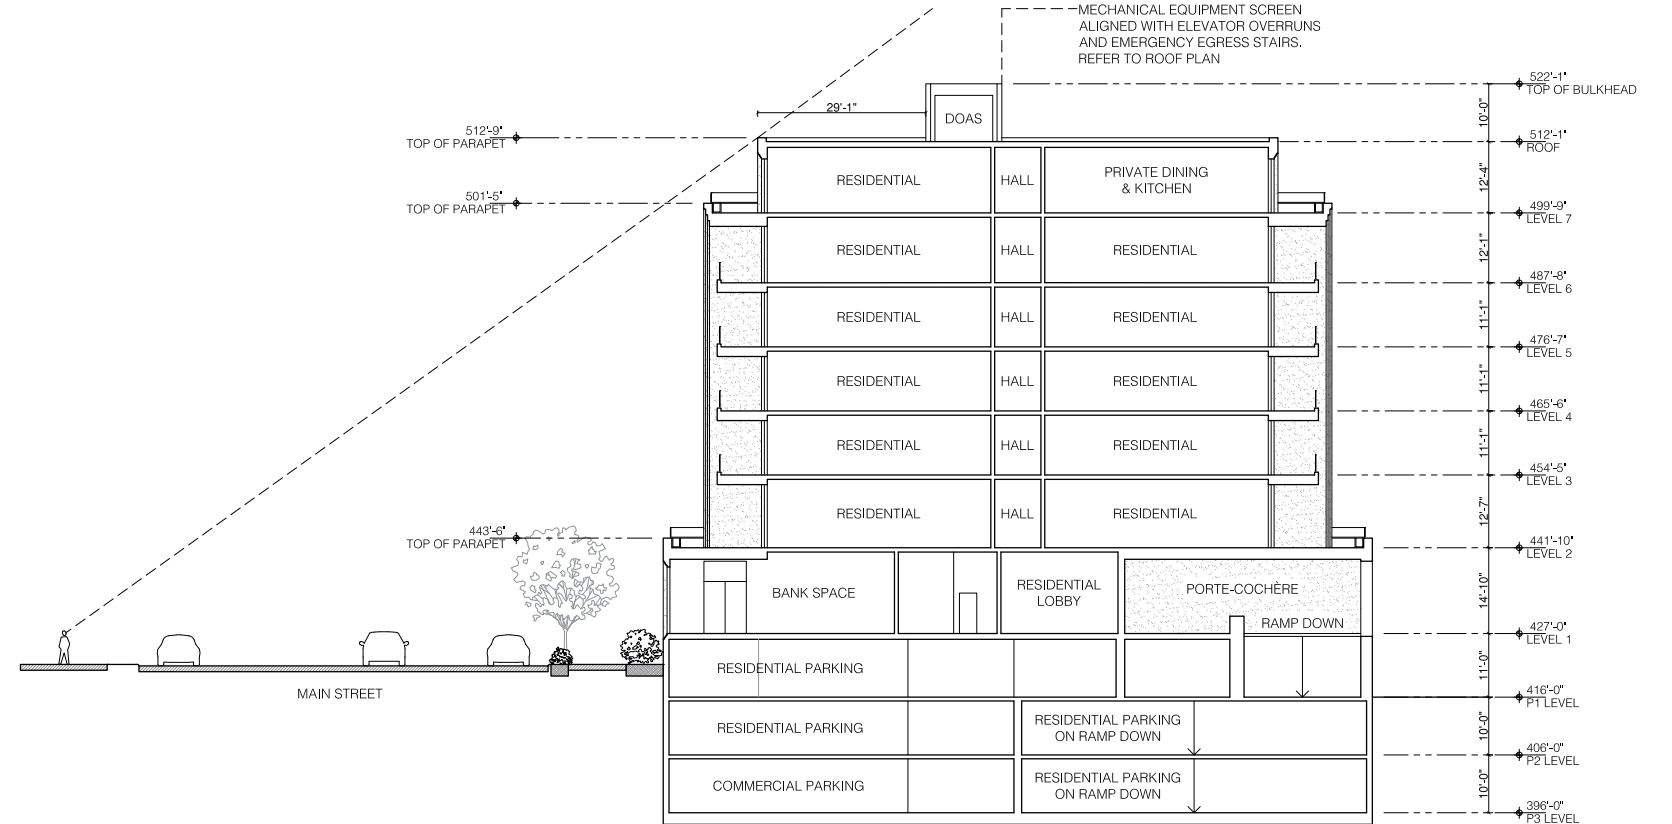 MECHANICAL EQUIPMENT SCREEN
ALIGNED WITH ELEVATOR OVERRUNS
AND EMERGENCY EGRESS STAIRS.
REFER TO ROOF PLAN
522'-1"
TOP OF BULKHEAD
29'-1"
DOAS
10'-0"
512'-9"
TOP OF PARAPET
512'-1"
ROOF
RESIDENTIAL
HALL
PRIVATE DINING
& KITCHEN
12'-4"
501'-5"
TOP OF PARAPET
499'-9"
LEVEL 7
RESIDENTIAL
HALL
RESIDENTIAL
12'-1"
487'-8"
LEVEL 6
RESIDENTIAL
HALL
RESIDENTIAL
11'-1"
476'-7"
LEVEL 5
RESIDENTIAL
HALL
RESIDENTIAL
11'-1"
465'-6"
LEVEL 4
RESIDENTIAL
HALL
RESIDENTIAL
11'-1"
454'-5"
LEVEL 3
RESIDENTIAL
HALL
RESIDENTIAL
12'-7"
443'-6"
TOP OF PARAPET
441'-10"
LEVEL 2
BANK SPACE
RESIDENTIAL
LOBBY
PORTE-COCHÈRE
RAMP DOWN
14'-10"
427'-0"
LEVEL 1
RESIDENTIAL PARKING
11'-0"
MAIN STREET
416'-0"
P1 LEVEL
RESIDENTIAL PARKING
RESIDENTIAL PARKING
ON RAMP DOWN
10'-0"
406'-0"
P2 LEVEL
COMMERCIAL PARKING
RESIDENTIAL PARKING
ON RAMP DOWN
10'-0"
396'-0"
P3 LEVEL